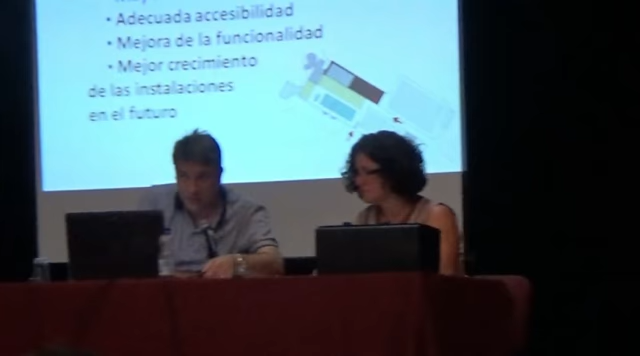 • Adecuada accesibilidad
• Mejora de la funcionalidad
• Mejor crecimiento
de las instalaciones
en el futuro